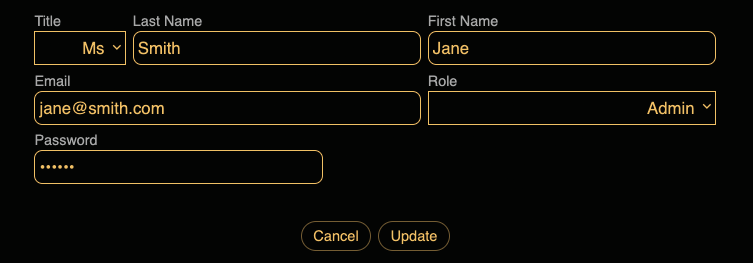 Title Last Name First Name
Ms Smith Jane
Email Role
jane@smith.com Admin
Password
••••••
Cancel Update